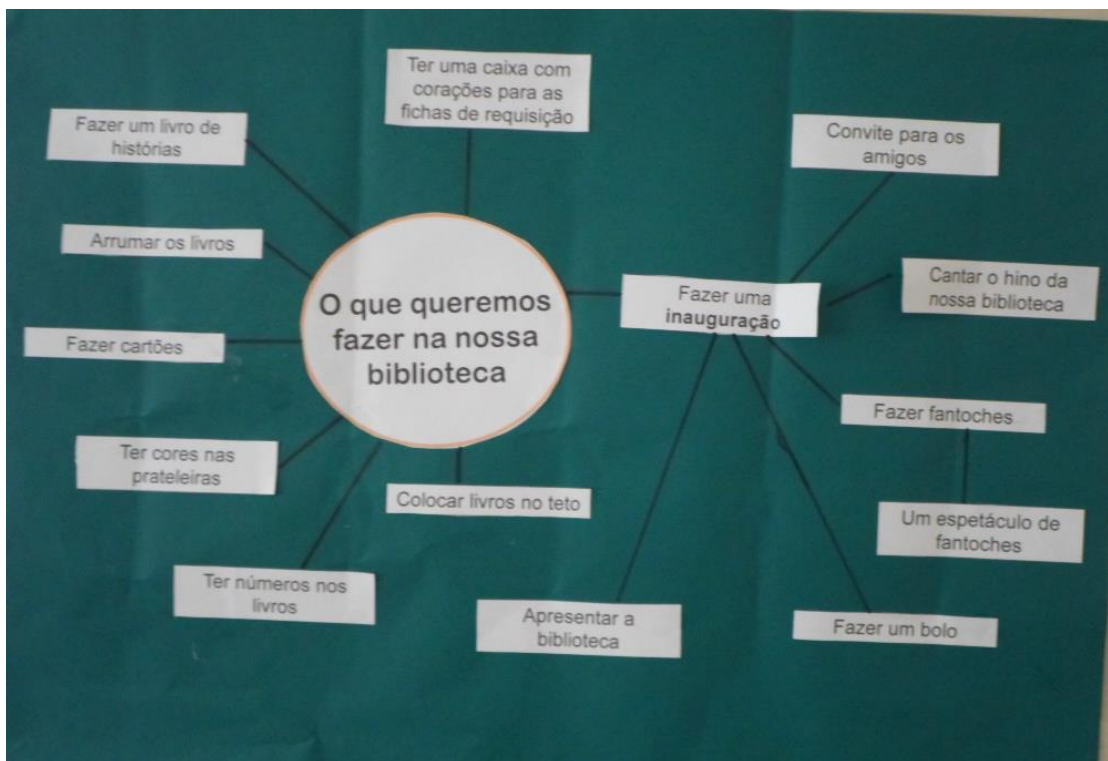 Ter uma caixa com
corações para as
fichas de requisição
Fazer um livro de
histórias
Convite para os
amigos
Arrumar os livros
Cantar o hino da
nossa biblioteca
Fazer uma
inauguração
O que queremos
fazer na nossa
biblioteca
Fazer cartões
Fazer fantoches
Ter cores nas
prateleiras
Colocar livros no teto
Um espetáculo de
fantoches
Ter números nos
livros
Apresentar a
biblioteca
Fazer um bolo